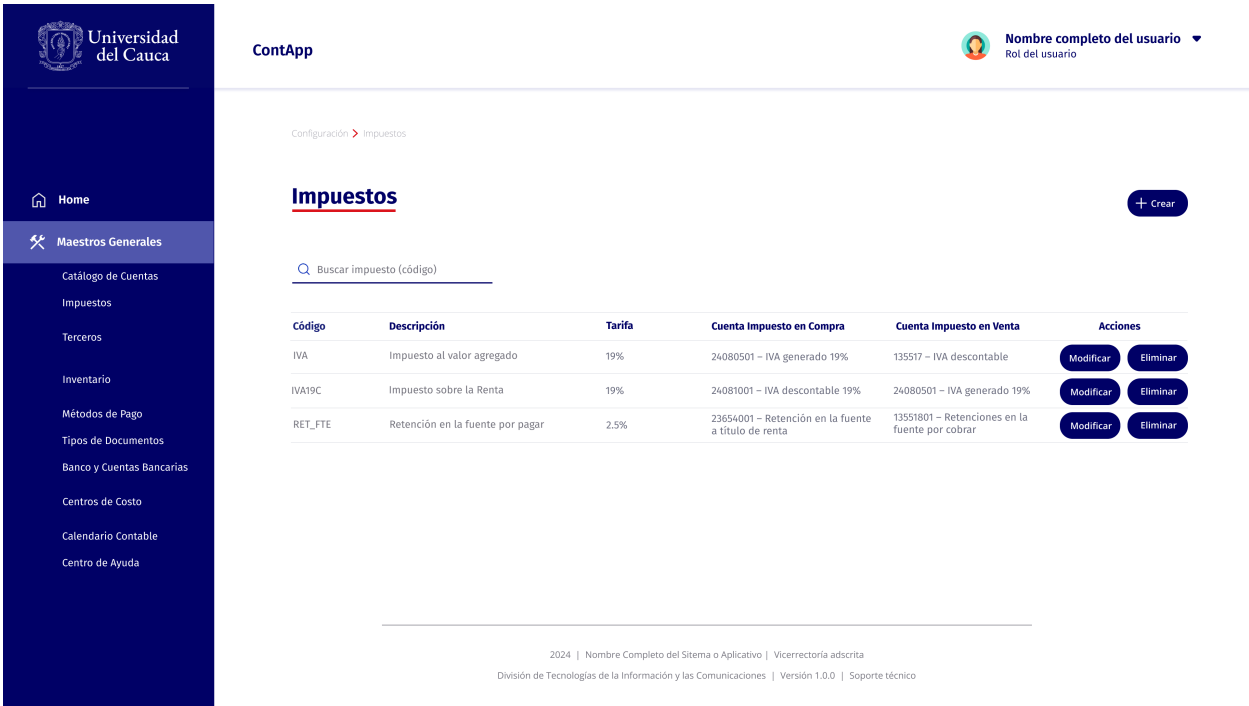 Universidad
del Cauca
ContApp
Nombre completo del usuario
Rol del usuario
Configuración > Impuestos
Home
Maestros Generales
Catálogo de Cuentas
Impuestos
Terceros
Inventario
Métodos de Pago
Tipos de Documentos
Banco y Cuentas Bancarias
Centros de Costo
Calendario Contable
Centro de Ayuda
Impuestos
+ Crear
Buscar impuesto (código)
Código Descripción Tarifa Cuenta Impuesto en Compra Cuenta Impuesto en Venta Acciones
IVA Impuesto al valor agregado 19% 24080501 – IVA generado 19% 135517 – IVA descontable Modificar Eliminar
IVA19C Impuesto sobre la Renta 19% 24081001 – IVA descontable 19% 24080501 – IVA generado 19% Modificar Eliminar
RET_FTE Retención en la fuente por pagar 2.5% 23654001 – Retención en la fuente a título de renta 13551801 – Retenciones en la fuente por cobrar Modificar Eliminar
2024 | Nombre Completo del Sitema o Aplicativo | Vicerrectoría adscrita
División de Tecnologías de la Información y las Comunicaciones | Versión 1.0.0 | Soporte técnico